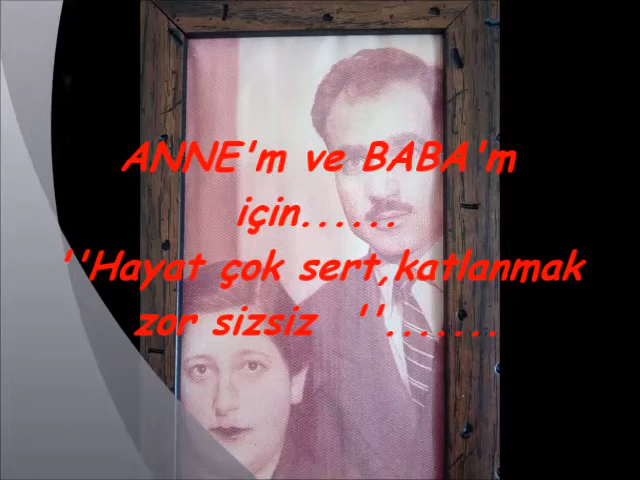 ANNE'm ve BABA'm
için......
''Hayat çok sert,katlanmak
zor sizsiz ''.......